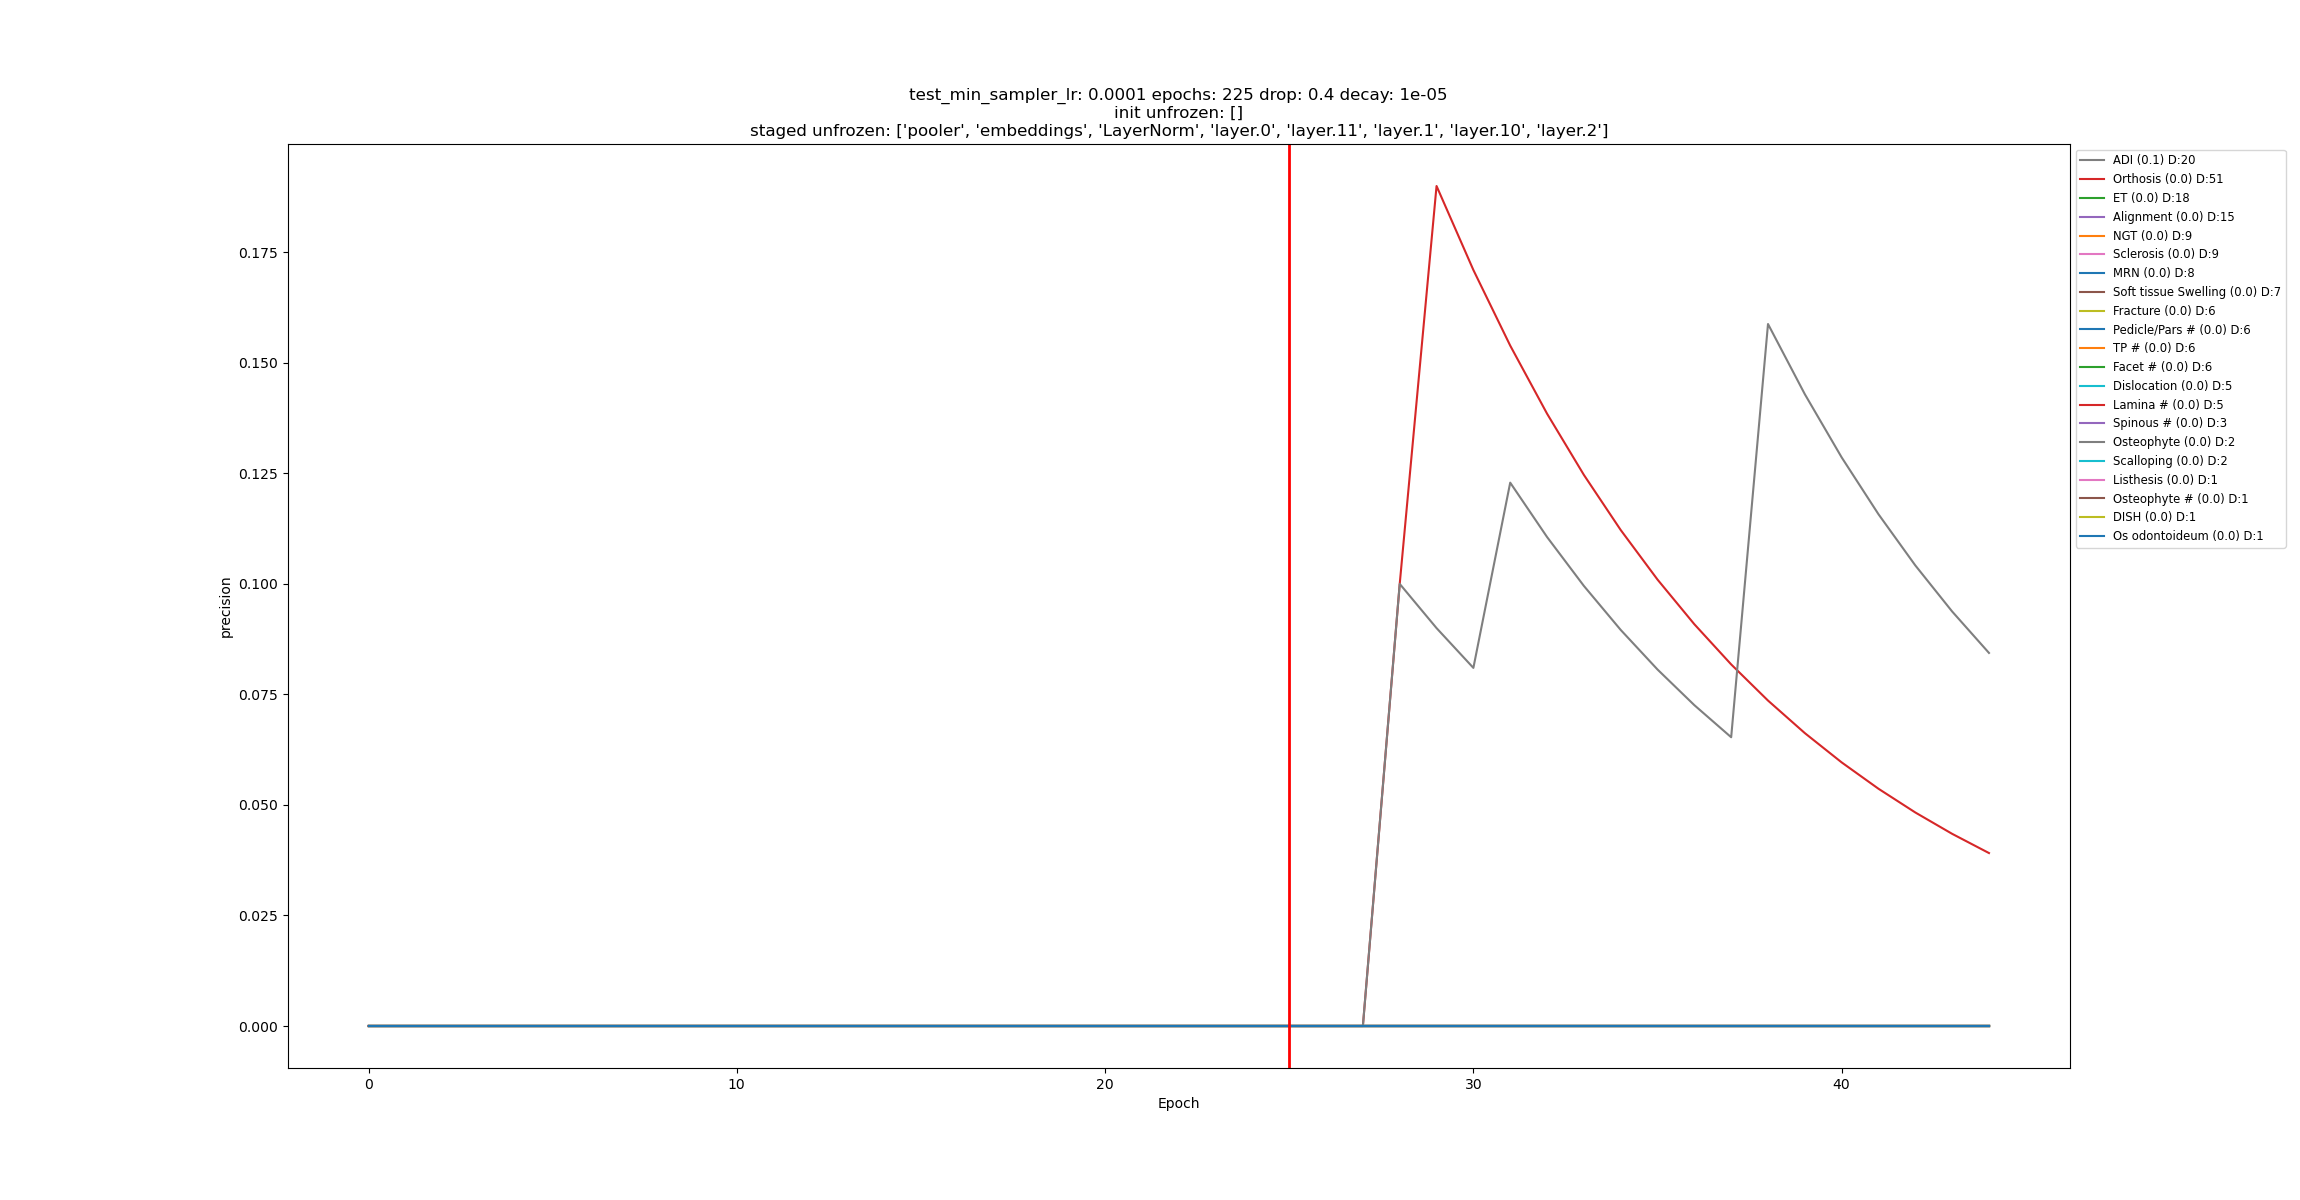 test_min_sampler_lr: 0.0001 epochs: 225 drop: 0.4 decay: 1e-05
init unfrozen: []
staged unfrozen: ['pooler', 'embeddings', 'LayerNorm', 'layer.0', 'layer.11', 'layer.1', 'layer.10', 'layer.2']
precision
0.175
0.150
0.125
0.100
0.075
0.050
0.025
0.000
0
10
20
30
40
Epoch
ADI (0.1) D:20
Orthosis (0.0) D:51
ET (0.0) D:18
Alignment (0.0) D:15
NGT (0.0) D:9
Sclerosis (0.0) D:9
MRN (0.0) D:8
Soft tissue Swelling (0.0) D:7
Fracture (0.0) D:6
Pedicle/Pars # (0.0) D:6
TP # (0.0) D:6
Facet # (0.0) D:6
Dislocation (0.0) D:5
Lamina # (0.0) D:5
Spinous # (0.0) D:3
Osteophyte (0.0) D:2
Scalloping (0.0) D:2
Listhesis (0.0) D:1
Osteophyte # (0.0) D:1
DISH (0.0) D:1
Os odontoideum (0.0) D:1